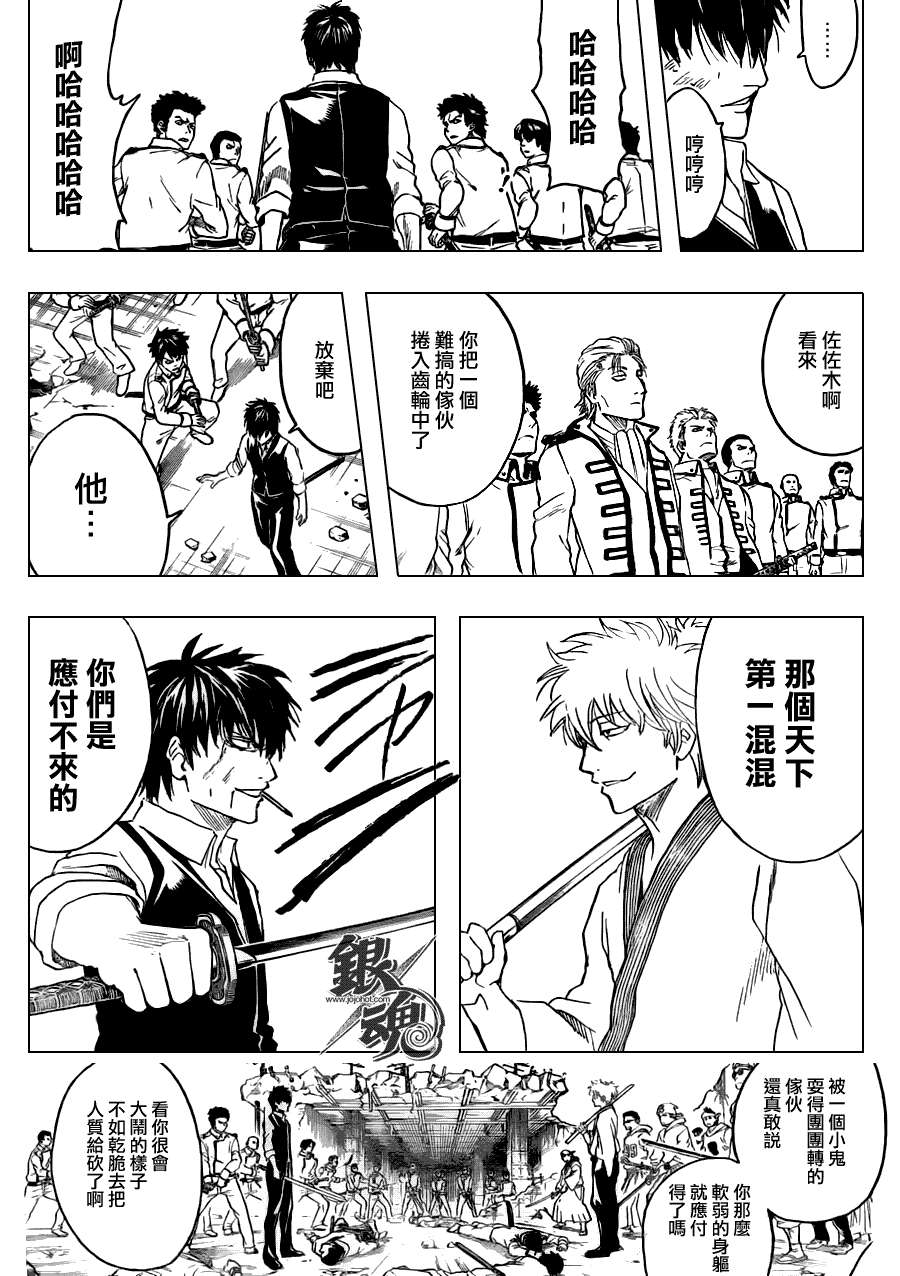 ……
哼哼哼
哈哈哈哈
啊哈哈哈哈哈
佐佐木啊
看來
你把一個
難搞的傢伙
捲入齒輪中了
放棄吧
他…
那個天下
第一混混
你們是
應付不來的
銀魂
www.jojohot.com
被一個小鬼
耍得團團轉的
傢伙
還真敢說
你那麼
軟弱的身軀
就應付
得了嗎
看你很會
大鬧的樣子
不如乾脆去把
人質給砍了啊